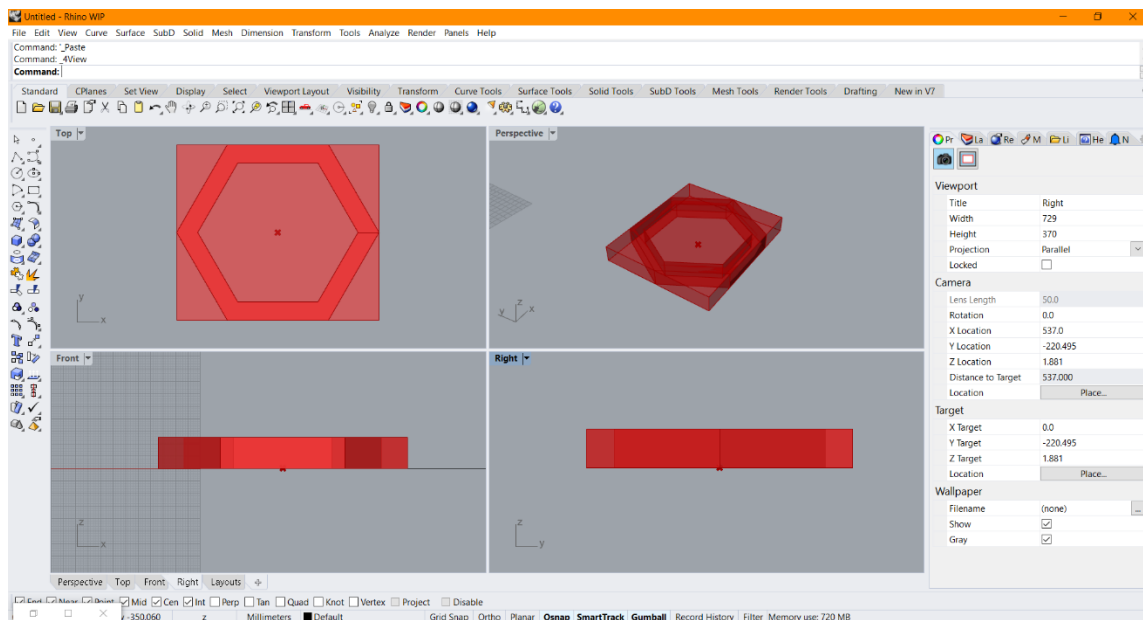 Untitled - Rhino WIP
File Edit View Curve Surface SubD Solid Mesh Dimension Transform Tools Analyze Render Panels Help
Command: '_Paste
Command: _4View
Command:
Standard CPlanes Set View Display Select Viewport Layout Visibility Transform Curve Tools Surface Tools Solid Tools SubD Tools Mesh Tools Render Tools Drafting New in V7
Top
Perspective
Pr La Re M Li He N
Viewport
Title Right
Width 729
Height 370
Projection Parallel
Locked
Camera
Lens Length 50.0
Rotation 0.0
X Location 537.0
Y Location -220.495
Z Location 1.881
Distance to Target 537.000
Location Place...
Target
X Target 0.0
Y Target -220.495
Z Target 1.881
Location Place...
Wallpaper
Filename (none) ...
Show
Gray
y
x
z
y x
Front
Right
z
x
z
y
Perspective Top Front Right Layouts
End Near Point Mid Cen Int Perp Tan Quad Knot Vertex Project Disable
y -350.060 z Millimeters Default Grid Snap Ortho Planar Osnap SmartTrack Gumball Record History Filter Memory use: 720 MB